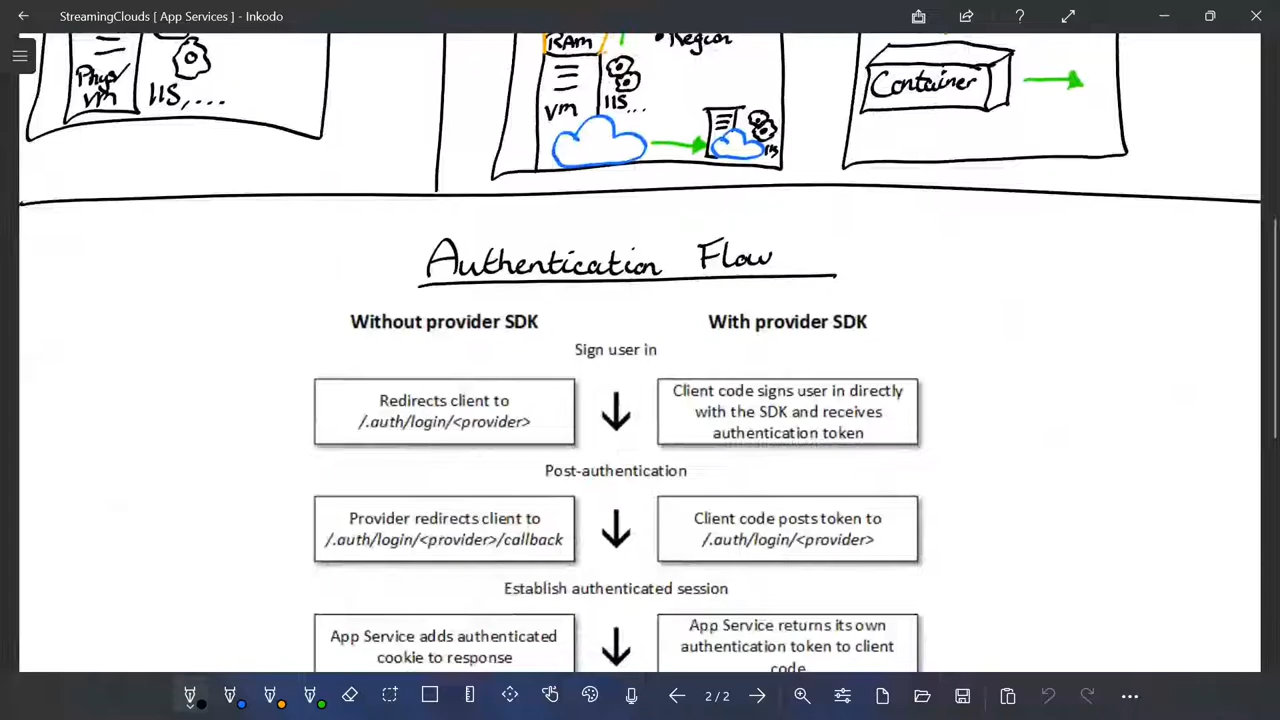 StreamingClouds [ App Services ] - Inkodo
RAM
• Region
Phys/
VM
IIS,....
VM
IIS...
Container
Authentication Flow
Without provider SDK
With provider SDK
Sign user in
Redirects client to
/.auth/login/<provider>
Client code signs user in directly
with the SDK and receives
authentication token
Post-authentication
Provider redirects client to
/.auth/login/<provider>/callback
Client code posts token to
/.auth/login/<provider>
Establish authenticated session
App Service adds authenticated
cookie to response
App Service returns its own
authentication token to client
code
2/2